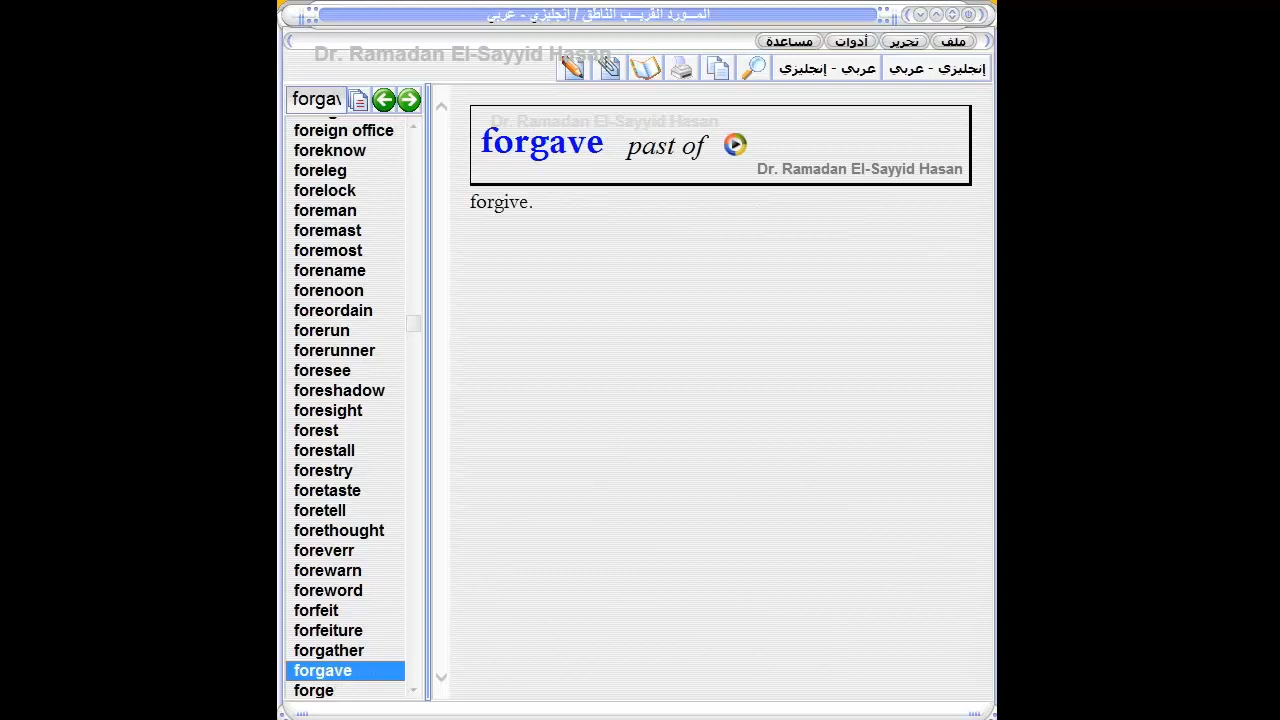 المورد القريب الناطق / إنجليزي - عربي
ملف تحرير أدوات مساعدة
Dr. Ramadan El-Sayyid Hasan
إنجليزي - عربي عربي - إنجليزي
forgav
foreign office
foreknow
foreleg
forelock
foreman
foremast
foremost
forename
forenoon
foreordain
forerun
forerunner
foresee
foreshadow
foresight
forest
forestall
forestry
foretaste
foretell
forethought
foreverr
forewarn
foreword
forfeit
forfeiture
forgather
forgave
forge
Dr. Ramadan El-Sayyid Hasan
forgave past of
Dr. Ramadan El-Sayyid Hasan
forgive.